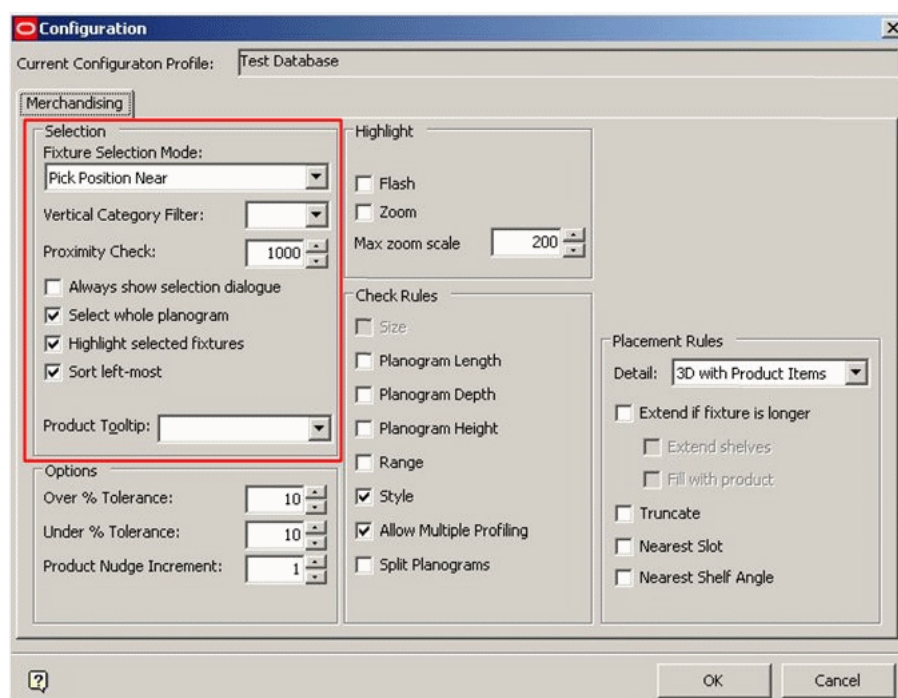 Configuration
Current Configuraton Profile: Test Database
Merchandising
Selection
Fixture Selection Mode:
Pick Position Near
Vertical Category Filter:
Proximity Check: 1000
Always show selection dialogue
Select whole planogram
Highlight selected fixtures
Sort left-most
Product Tooltip:
Options
Over % Tolerance: 10
Under % Tolerance: 10
Product Nudge Increment: 1
Highlight
Flash
Zoom
Max zoom scale 200
Check Rules
Size
Planogram Length
Planogram Depth
Planogram Height
Range
Style
Allow Multiple Profiling
Split Planograms
Placement Rules
Detail: 3D with Product Items
Extend if fixture is longer
Extend shelves
Fill with product
Truncate
Nearest Slot
Nearest Shelf Angle
OK Cancel